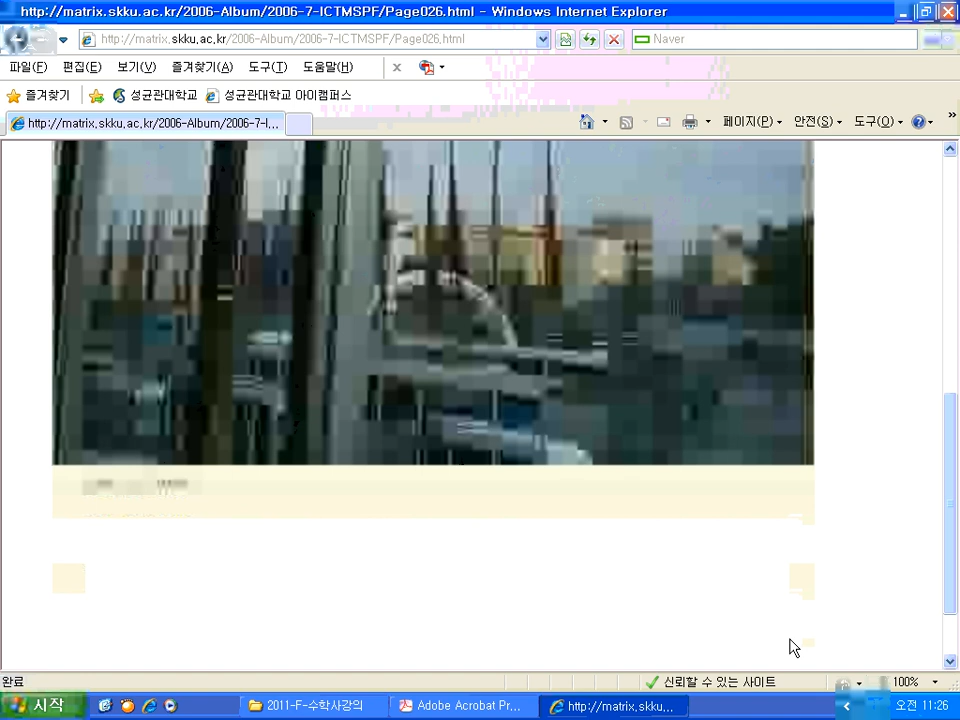 http://matrix.skku.ac.kr/2006-Album/2006-7-ICTMSPF/Page026.html - Windows Internet Explorer
http://matrix.skku.ac.kr/2006-Album/2006-7-ICTMSPF/Page026.html
Naver
파일(F) 편집(E) 보기(V) 즐겨찾기(A) 도구(T) 도움말(H)
즐겨찾기 성균관대학교 성균관대학교 아이캠퍼스
http://matrix.skku.ac.kr/2006-Album/2006-7-I... 페이지(P) 안전(S) 도구(O)
완료 신뢰할 수 있는 사이트 100%
시작 2011-F-수학사강의 Adobe Acrobat Pr... http://matrix.skku... 오전 11:26